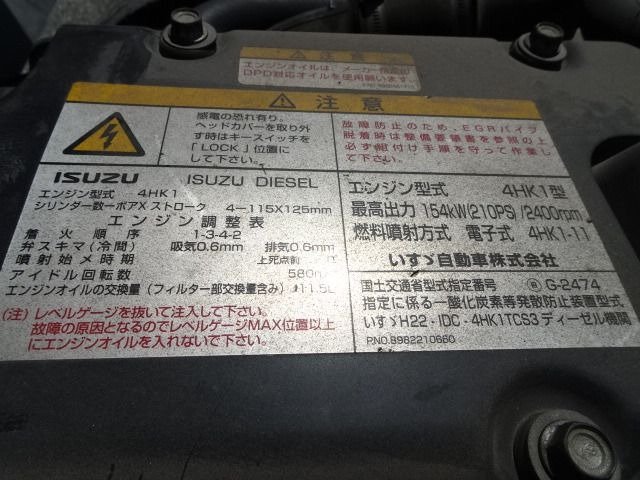 注意
エンジンオイルは、メーカー指定の
DPD対応オイルを使用願います。
注意
感電の恐れ有り。
ヘッドカバーを取り外
す時はキースイッチを
「LOCK」位置に
して下さい。
故障防止のため、EGRパイプ
脱着時は整備要領書を参照の上
必ず締付け手順を守って作業
して下さい。
ISUZU ISUZU DIESEL
エンジン型式 4HK1
シリンダー数ーボアXストローク 4-115X125mm
エンジン調整表
着火順序 1-3-4-2
弁スキマ(冷間) 吸気0.6mm 排気0.6mm
噴射始メ時期 上死点前
アイドル回転数 580
エンジンオイルの交換量(フィルター部交換量含み) 11.5L
(注)レベルゲージを抜いて注入して下さい。
故障の原因となるのでレベルゲージMAX位置以上
にエンジンオイルを入れないで下さい。
エンジン型式 4HK1型
最高出力 154kW(210PS)/2400rpm
燃料噴射方式 電子式 4HK1-11
いすゞ自動車株式会社
国土交通省型式指定番号 G-2474
指定に係る一酸化炭素等発散防止装置型式
いすゞH22-IDC-4HK1TCS3ディーゼル機関
P.NO.8982210660